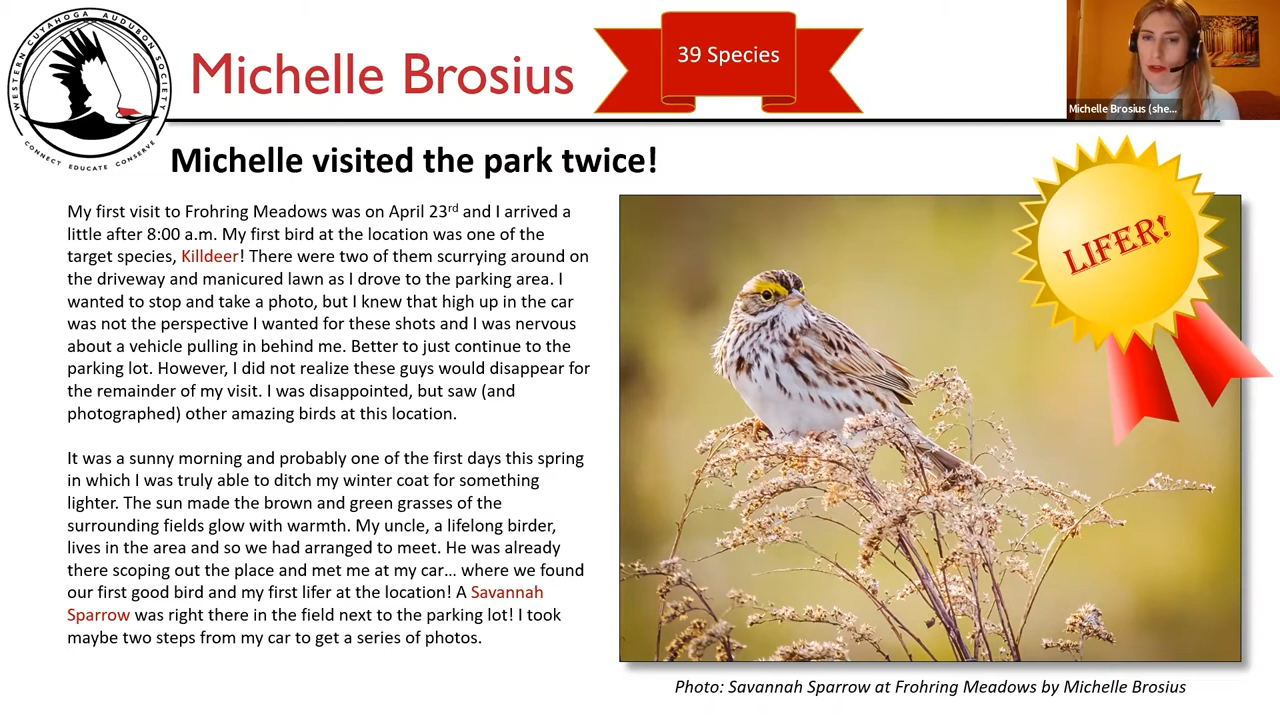 WESTERN CUYAHOGA AUDUBON SOCIETY
CONNECT EDUCATE CONSERVE
Michelle Brosius
39 Species
Michelle Brosius (she...
Michelle visited the park twice!
LIFER!
My first visit to Frohring Meadows was on April 23rd and I arrived a
little after 8:00 a.m. My first bird at the location was one of the
target species, Killdeer! There were two of them scurrying around on
the driveway and manicured lawn as I drove to the parking area. I
wanted to stop and take a photo, but I knew that high up in the car
was not the perspective I wanted for these shots and I was nervous
about a vehicle pulling in behind me. Better to just continue to the
parking lot. However, I did not realize these guys would disappear for
the remainder of my visit. I was disappointed, but saw (and
photographed) other amazing birds at this location.
It was a sunny morning and probably one of the first days this spring
in which I was truly able to ditch my winter coat for something
lighter. The sun made the brown and green grasses of the
surrounding fields glow with warmth. My uncle, a lifelong birder,
lives in the area and so we had arranged to meet. He was already
there scoping out the place and met me at my car… where we found
our first good bird and my first lifer at the location! A Savannah
Sparrow was right there in the field next to the parking lot! I took
maybe two steps from my car to get a series of photos.
Photo: Savannah Sparrow at Frohring Meadows by Michelle Brosius